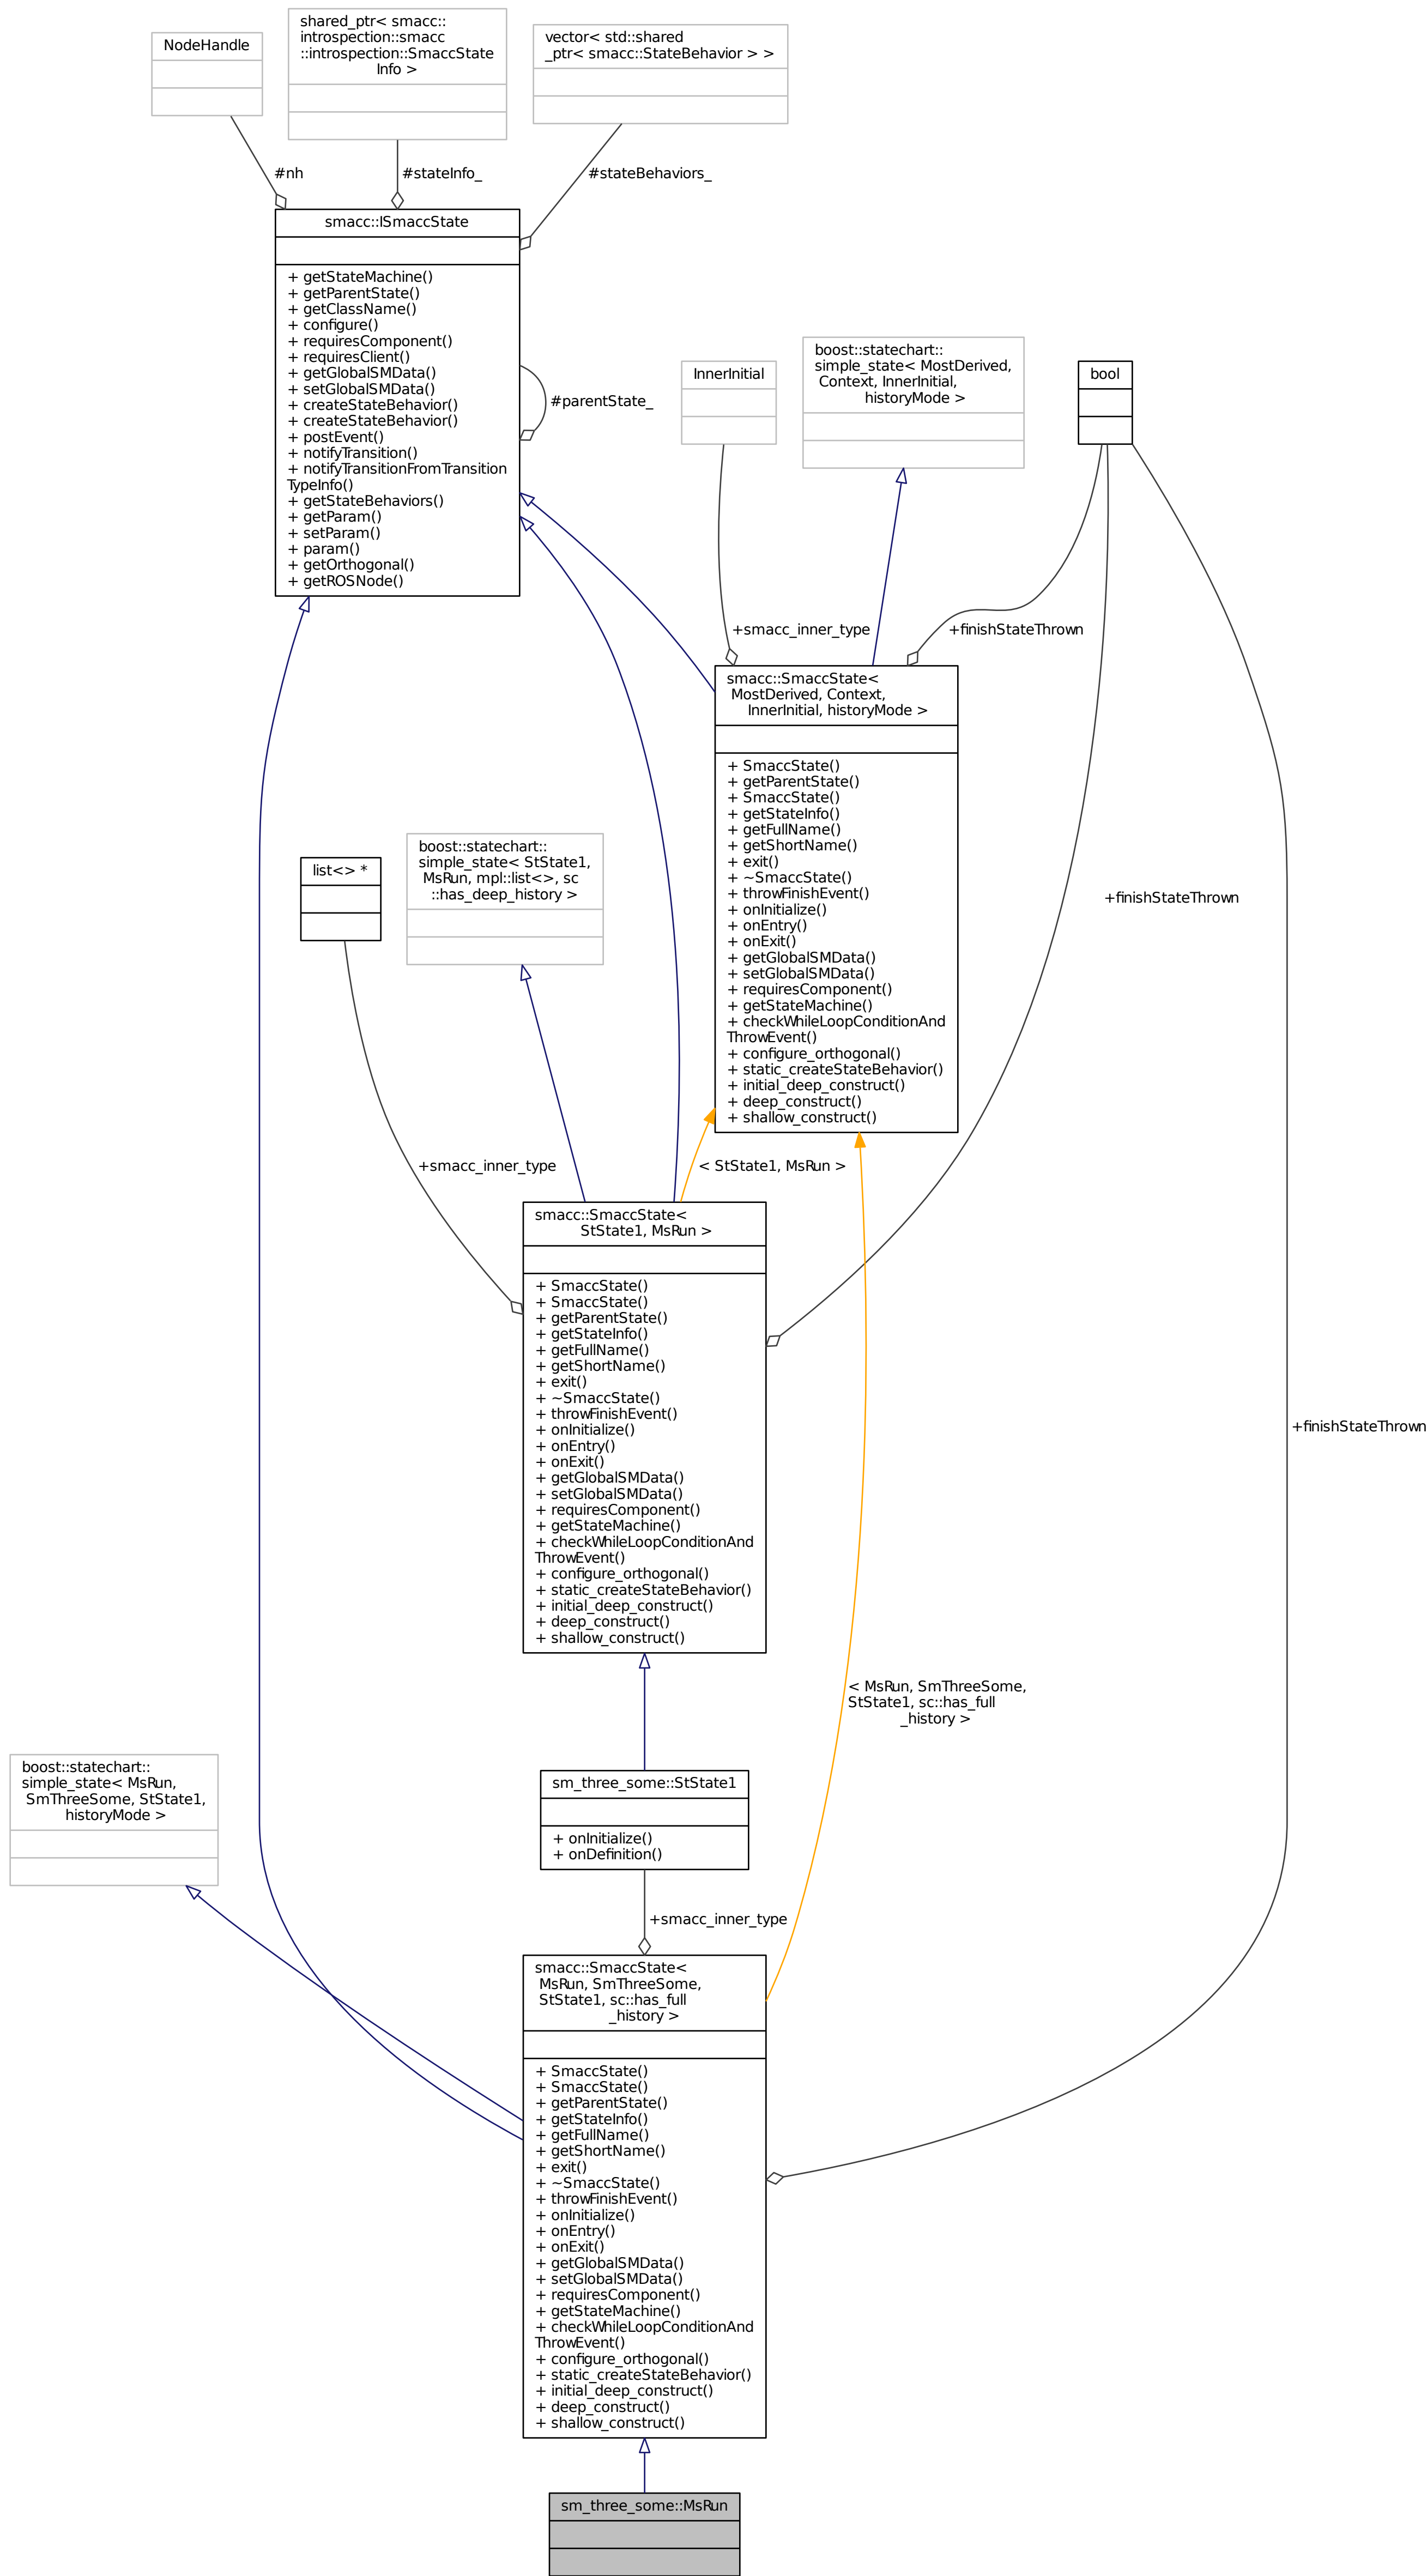 NodeHandle
shared_ptr< smacc::
introspection::smacc
::introspection::SmaccState
Info >
vector< std::shared
_ptr< smacc::StateBehavior > >
#nh
#stateInfo_
#stateBehaviors_
smacc::ISmaccState
+ getStateMachine()
+ getParentState()
+ getClassName()
+ configure()
+ requiresComponent()
+ requiresClient()
+ getGlobalSMData()
+ setGlobalSMData()
+ createStateBehavior()
+ createStateBehavior()
+ postEvent()
+ notifyTransition()
+ notifyTransitionFromTransition
TypeInfo()
+ getStateBehaviors()
+ getParam()
+ setParam()
+ param()
+ getOrthogonal()
+ getROSNode()
#parentState_
InnerInitial
boost::statechart::
simple_state< MostDerived,
Context, InnerInitial,
historyMode >
bool
+smacc_inner_type
+finishStateThrown
smacc::SmaccState<
MostDerived, Context,
InnerInitial, historyMode >
+ SmaccState()
+ getParentState()
+ SmaccState()
+ getStateInfo()
+ getFullName()
+ getShortName()
+ exit()
+ ~SmaccState()
+ throwFinishEvent()
+ onInitialize()
+ onEntry()
+ onExit()
+ getGlobalSMData()
+ setGlobalSMData()
+ requiresComponent()
+ getStateMachine()
+ checkWhileLoopConditionAnd
ThrowEvent()
+ configure_orthogonal()
+ static_createStateBehavior()
+ initial_deep_construct()
+ deep_construct()
+ shallow_construct()
list<> *
boost::statechart::
simple_state< StState1,
MsRun, mpl::list<>, sc
::has_deep_history >
+finishStateThrown
+smacc_inner_type
< StState1, MsRun >
smacc::SmaccState<
StState1, MsRun >
+ SmaccState()
+ SmaccState()
+ getParentState()
+ getStateInfo()
+ getFullName()
+ getShortName()
+ exit()
+ ~SmaccState()
+ throwFinishEvent()
+ onInitialize()
+ onEntry()
+ onExit()
+ getGlobalSMData()
+ setGlobalSMData()
+ requiresComponent()
+ getStateMachine()
+ checkWhileLoopConditionAnd
ThrowEvent()
+ configure_orthogonal()
+ static_createStateBehavior()
+ initial_deep_construct()
+ deep_construct()
+ shallow_construct()
+finishStateThrown
< MsRun, SmThreeSome,
StState1, sc::has_full
_history >
boost::statechart::
simple_state< MsRun,
SmThreeSome, StState1,
historyMode >
sm_three_some::StState1
+ onInitialize()
+ onDefinition()
+smacc_inner_type
smacc::SmaccState<
MsRun, SmThreeSome,
StState1, sc::has_full
_history >
+ SmaccState()
+ SmaccState()
+ getParentState()
+ getStateInfo()
+ getFullName()
+ getShortName()
+ exit()
+ ~SmaccState()
+ throwFinishEvent()
+ onInitialize()
+ onEntry()
+ onExit()
+ getGlobalSMData()
+ setGlobalSMData()
+ requiresComponent()
+ getStateMachine()
+ checkWhileLoopConditionAnd
ThrowEvent()
+ configure_orthogonal()
+ static_createStateBehavior()
+ initial_deep_construct()
+ deep_construct()
+ shallow_construct()
sm_three_some::MsRun